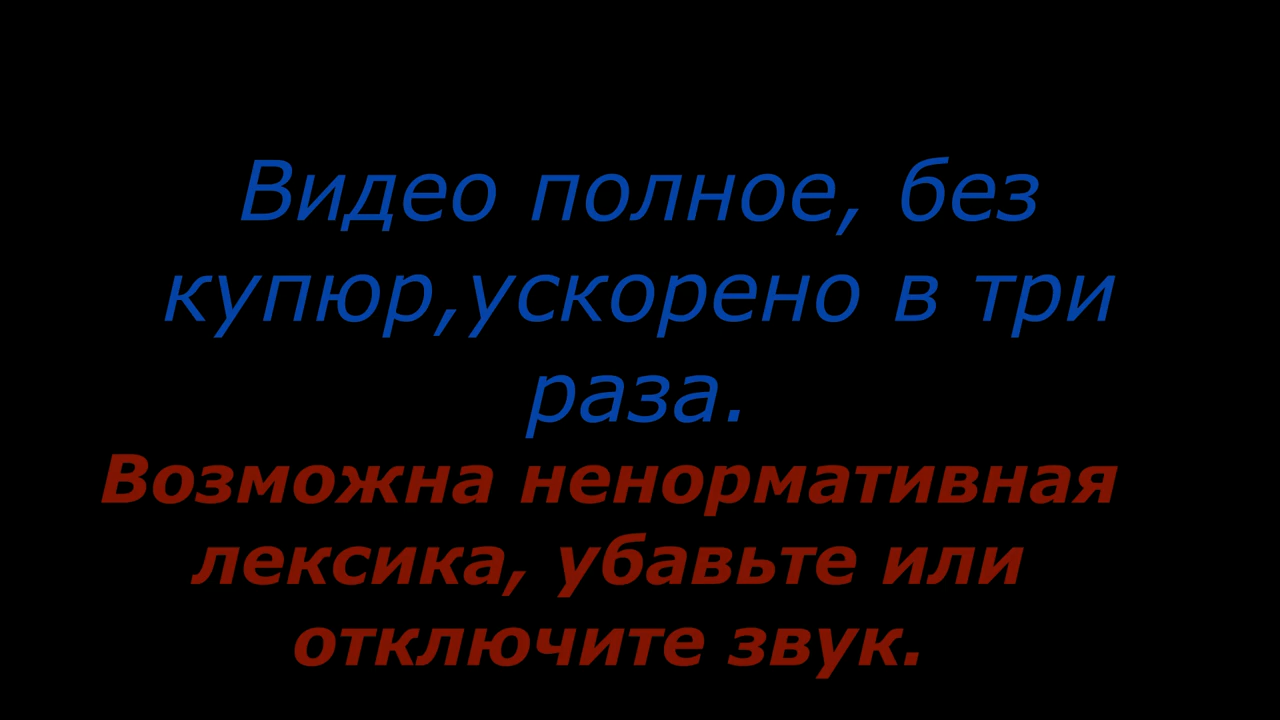 Видео полное, без
купюр,ускорено в три
раза.
Возможна ненормативная
лексика, убавьте или
отключите звук.